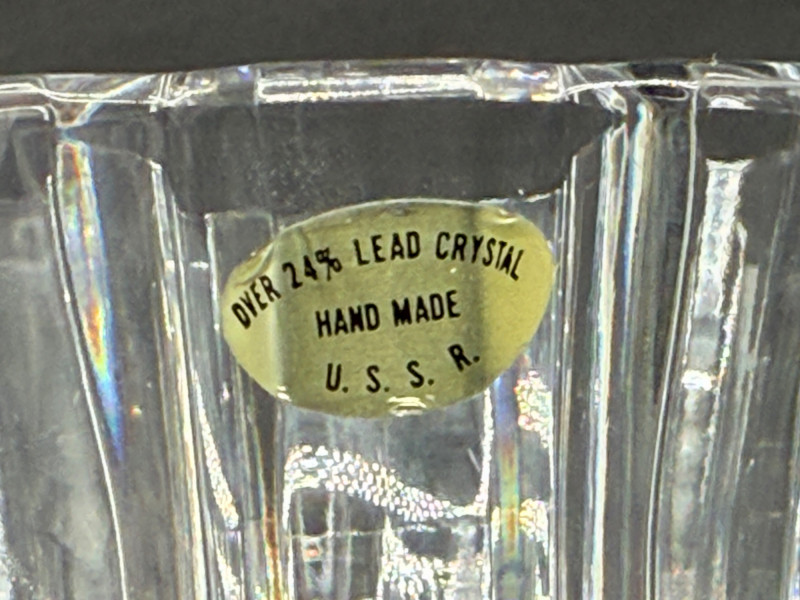 OVER 24% LEAD CRYSTAL
HAND MADE
U. S. S. R.